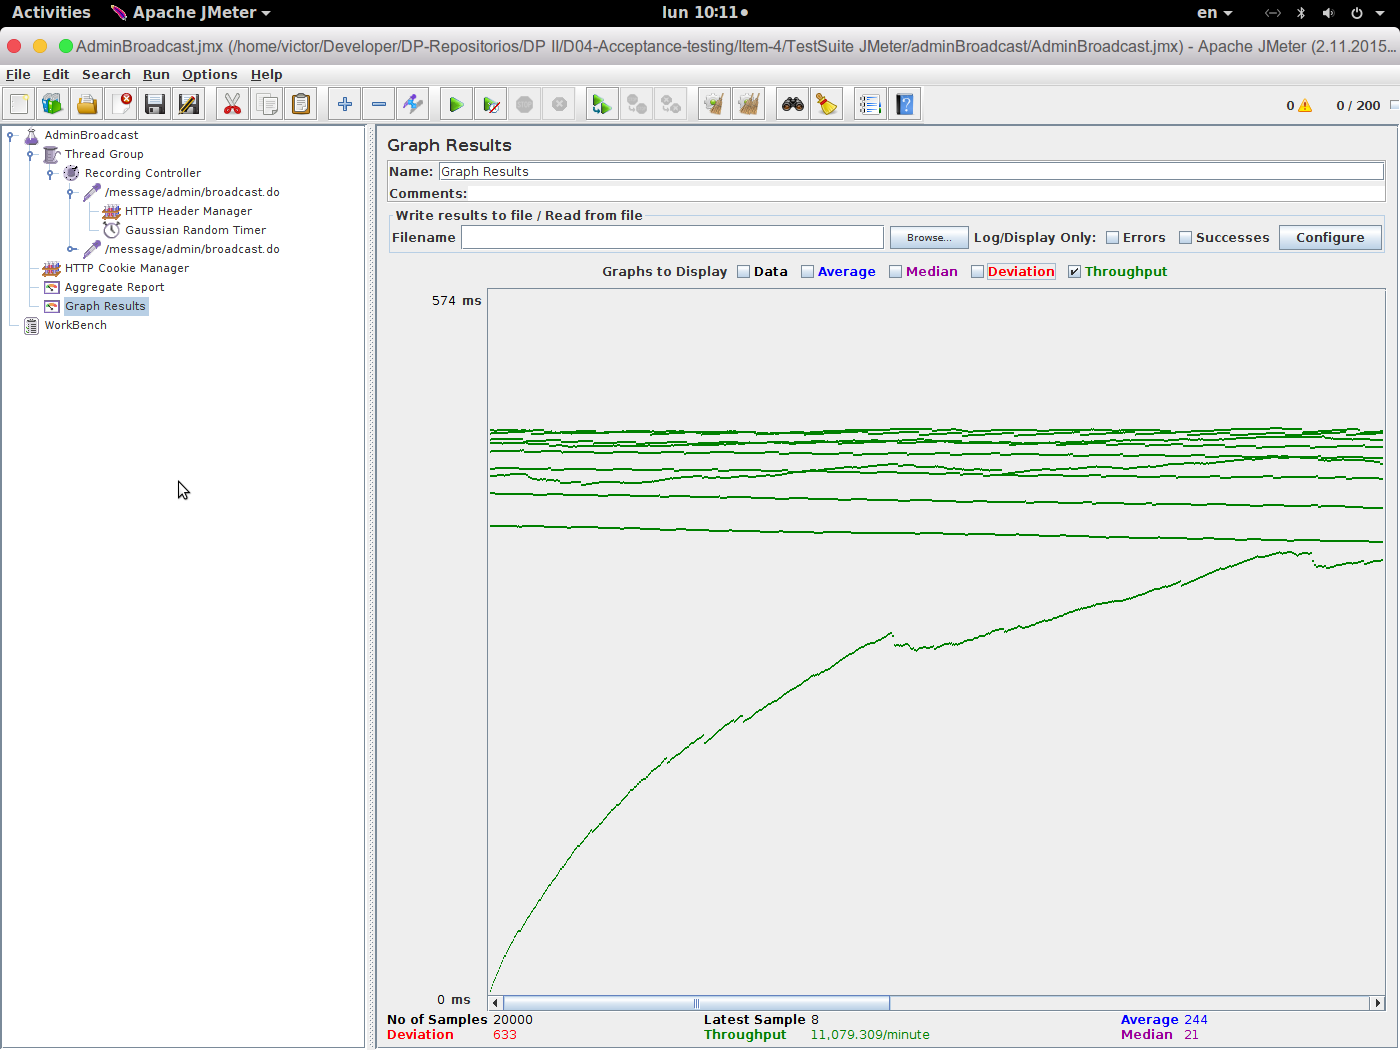 Activities Apache JMeter lun 10:11 en
AdminBroadcast.jmx (/home/victor/Developer/DP-Repositorios/DP II/D04-Acceptance-testing/Item-4/TestSuite JMeter/adminBroadcast/AdminBroadcast.jmx) - Apache JMeter (2.11.2015...
File Edit Search Run Options Help
0 0 / 200
AdminBroadcast
Thread Group
Recording Controller
/message/admin/broadcast.do
HTTP Header Manager
Gaussian Random Timer
/message/admin/broadcast.do
HTTP Cookie Manager
Aggregate Report
Graph Results
WorkBench
Graph Results
Name: Graph Results
Comments:
Write results to file / Read from file
Filename Browse... Log/Display Only: Errors Successes Configure
Graphs to Display Data Average Median Deviation Throughput
574 ms
0 ms
No of Samples 20000 Latest Sample 8 Average 244
Deviation 633 Throughput 11,079.309/minute Median 21